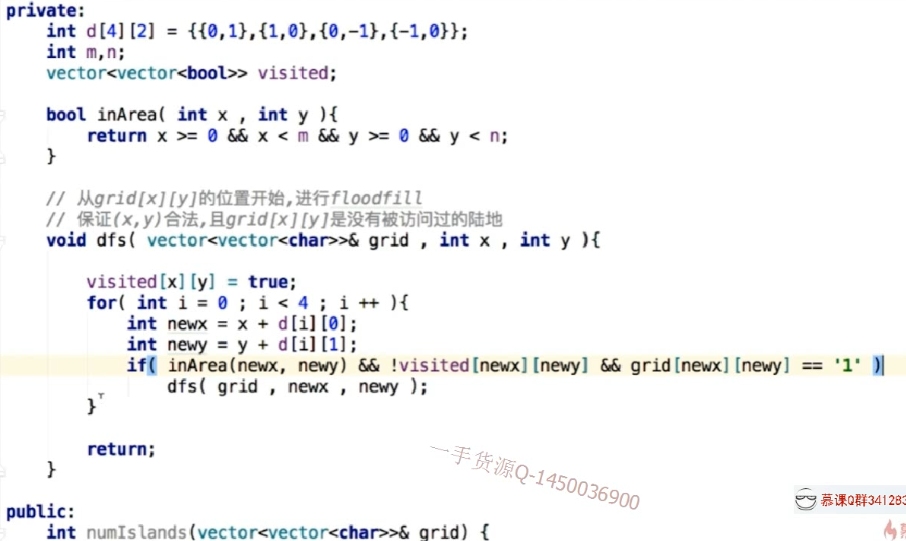 private:
    int d[4][2] = {{0,1},{1,0},{0,-1},{-1,0}};
    int m,n;
    vector<vector<bool>> visited;
    bool inArea( int x , int y ){
        return x >= 0 && x < m && y >= 0 && y < n;
    }
    // 从grid[x][y]的位置开始,进行floodfill
    // 保证(x,y)合法,且grid[x][y]是没有被访问过的陆地
    void dfs( vector<vector<char>>& grid , int x , int y ){
        visited[x][y] = true;
        for( int i = 0 ; i < 4 ; i ++ ){
            int newx = x + d[i][0];
            int newy = y + d[i][1];
            if( inArea(newx, newy) && !visited[newx][newy] && grid[newx][newy] == '1' )
                dfs( grid , newx , newy );
        }
        return;
    }
一手货源Q-1450036900
慕课Q群341283
public:
    int numIslands(vector<vector<char>>& grid) {